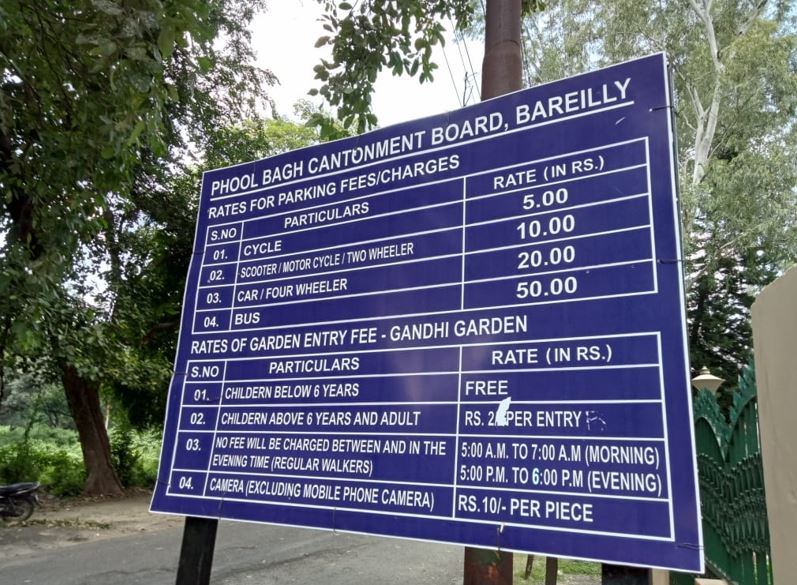 PHOOL BAGH CANTONMENT BOARD, BAREILLY
RATES FOR PARKING FEES/CHARGES
S.NO PARTICULARS RATE (IN RS.)
01. CYCLE 5.00
02. SCOOTER / MOTOR CYCLE / TWO WHEELER 10.00
03. CAR / FOUR WHEELER 20.00
04. BUS 50.00
RATES OF GARDEN ENTRY FEE - GANDHI GARDEN
S.NO PARTICULARS RATE (IN RS.)
01. CHILDERN BELOW 6 YEARS FREE
02. CHILDERN ABOVE 6 YEARS AND ADULT RS. PER ENTRY
03. NO FEE WILL BE CHARGED BETWEEN AND IN THE 5:00 A.M. TO 7:00 A.M (MORNING)
EVENING TIME (REGULAR WALKERS) 5:00 P.M. TO 6:00 P.M (EVENING)
04. CAMERA (EXCLUDING MOBILE PHONE CAMERA) RS.10/- PER PIECE